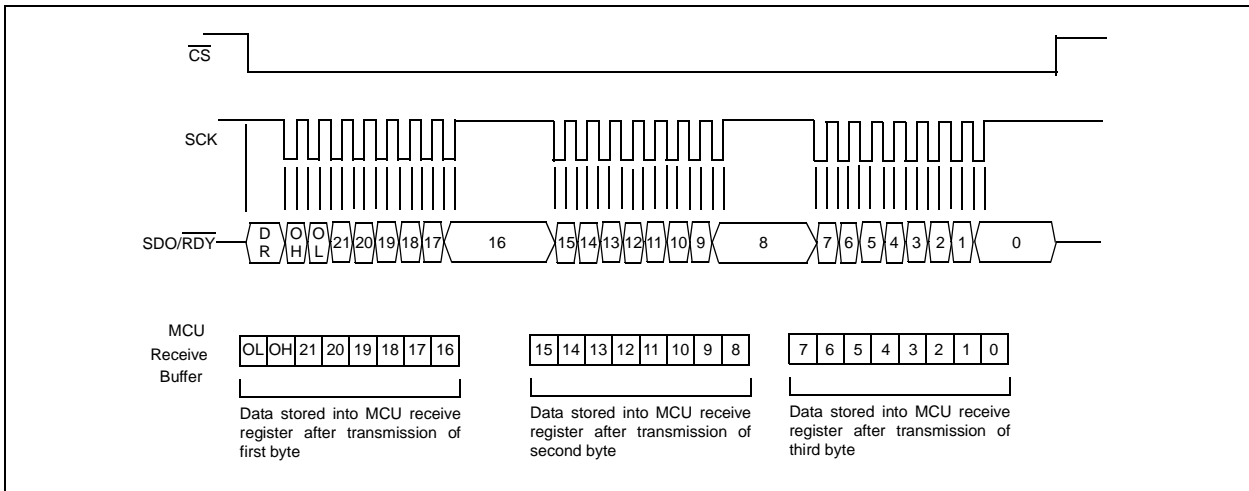 CS
SCK
SDO/RDY
D R
O H
O L
21 20 19 18 17 16 15 14 13 12 11 10 9 8 7 6 5 4 3 2 1 0
MCU
Receive
Buffer
OL OH 21 20 19 18 17 16
15 14 13 12 11 10 9 8
7 6 5 4 3 2 1 0
Data stored into MCU receive
register after transmission of
first byte
Data stored into MCU receive
register after transmission of
second byte
Data stored into MCU receive
register after transmission of
third byte